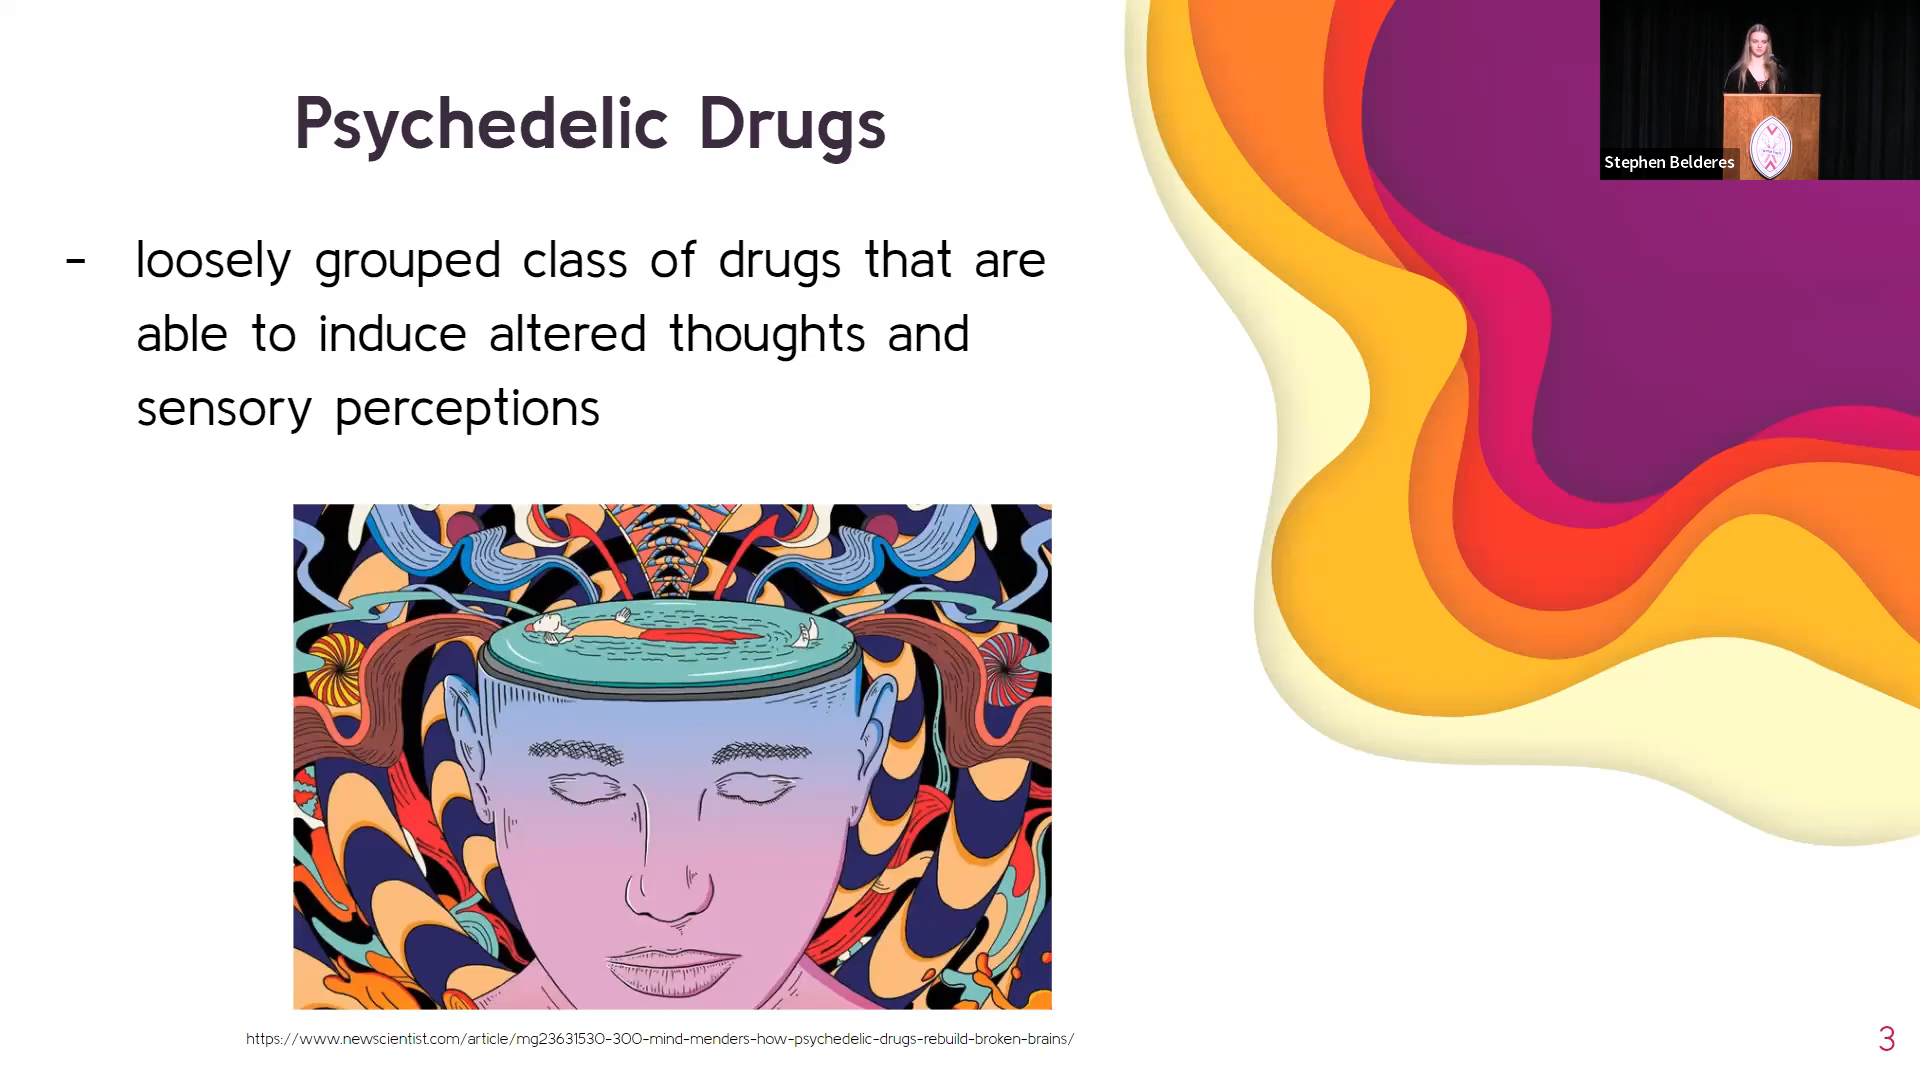 Psychedelic Drugs
Stephen Belderes
- loosely grouped class of drugs that are
able to induce altered thoughts and
sensory perceptions
https://www.newscientist.com/article/mg23631530-300-mind-menders-how-psychedelic-drugs-rebuild-broken-brains/
3